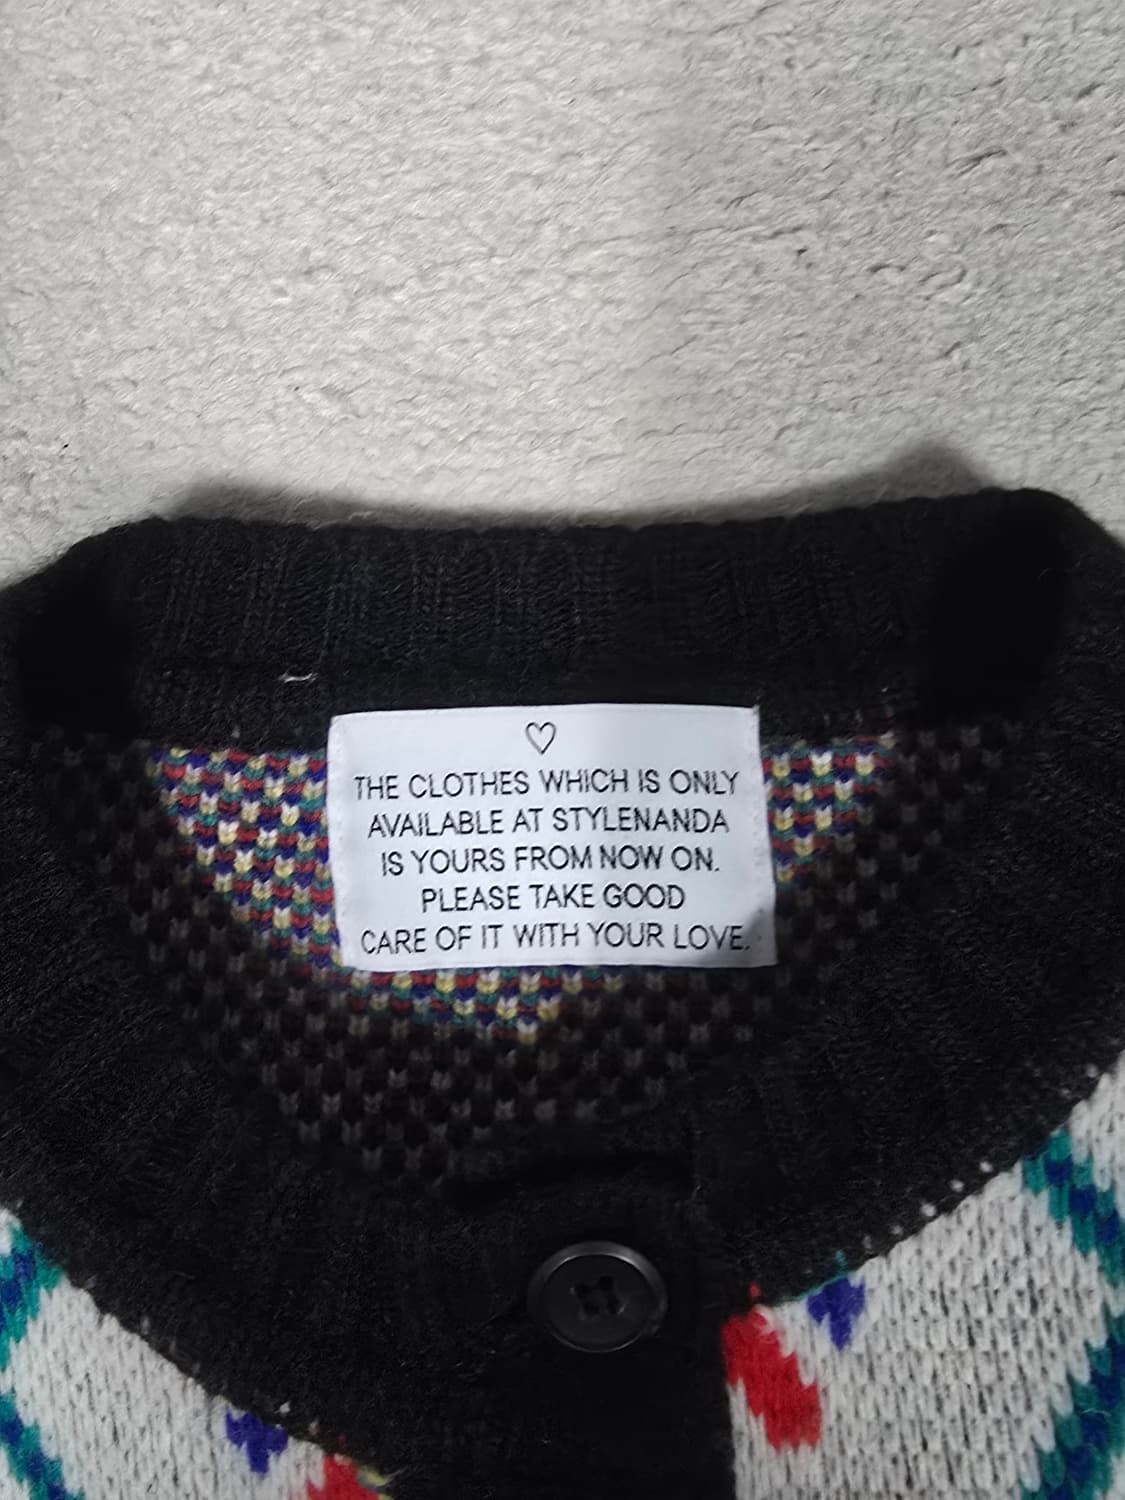 ♡
THE CLOTHES WHICH IS ONLY
AVAILABLE AT STYLENANDA
IS YOURS FROM NOW ON.
PLEASE TAKE GOOD
CARE OF IT WITH YOUR LOVE.